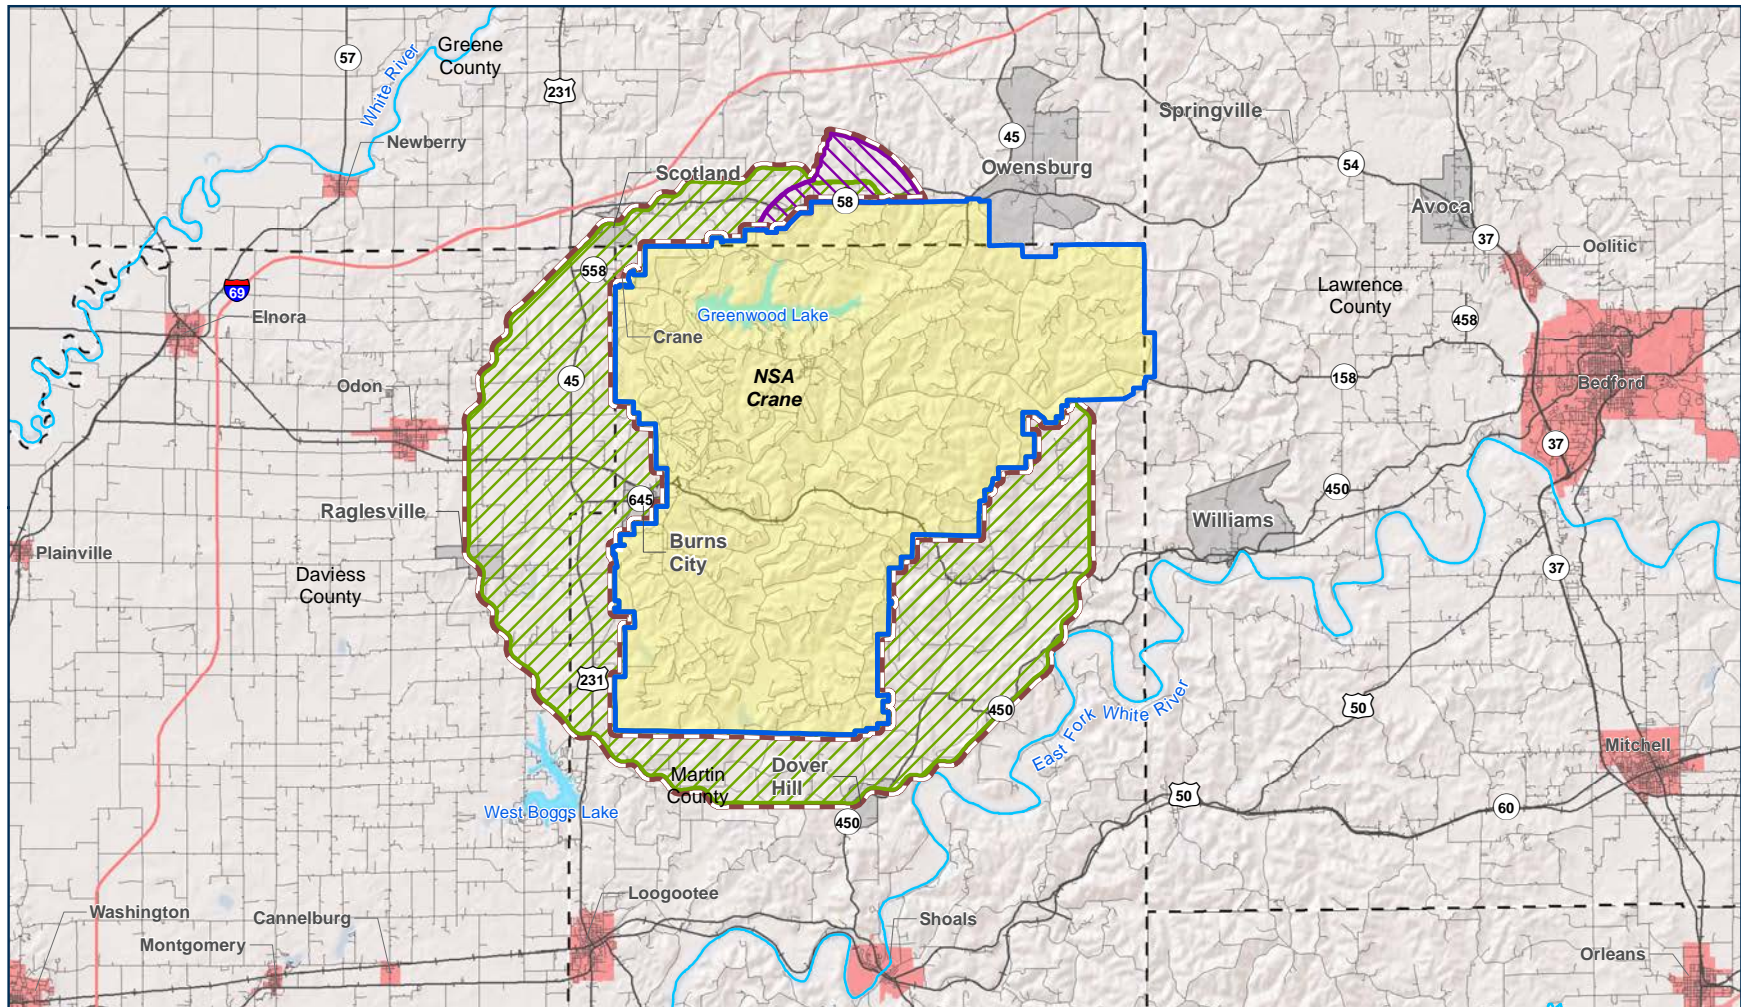 57
Greene
County
White River
231
Newberry
45
Springville
Scotland
Owensburg
54
58
Avoca
37
Oolitic
558
69
Lawrence
County
Elnora
Greenwood Lake
458
Crane
NSA
Crane
45
Odon
158
Bedford
37
645
450
Raglesville
Williams
Burns
City
Plainville
Daviess
County
37
231
450
50
East Fork White River
Mitchell
Dover
Hill
Martin
County
50
60
West Boggs Lake
450
Loogootee
Washington
Cannelburg
Shoals
Montgomery
Orleans